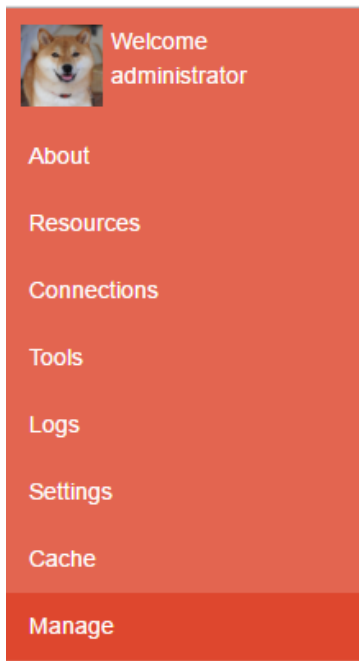 Welcome
administrator
About
Resources
Connections
Tools
Logs
Settings
Cache
Manage